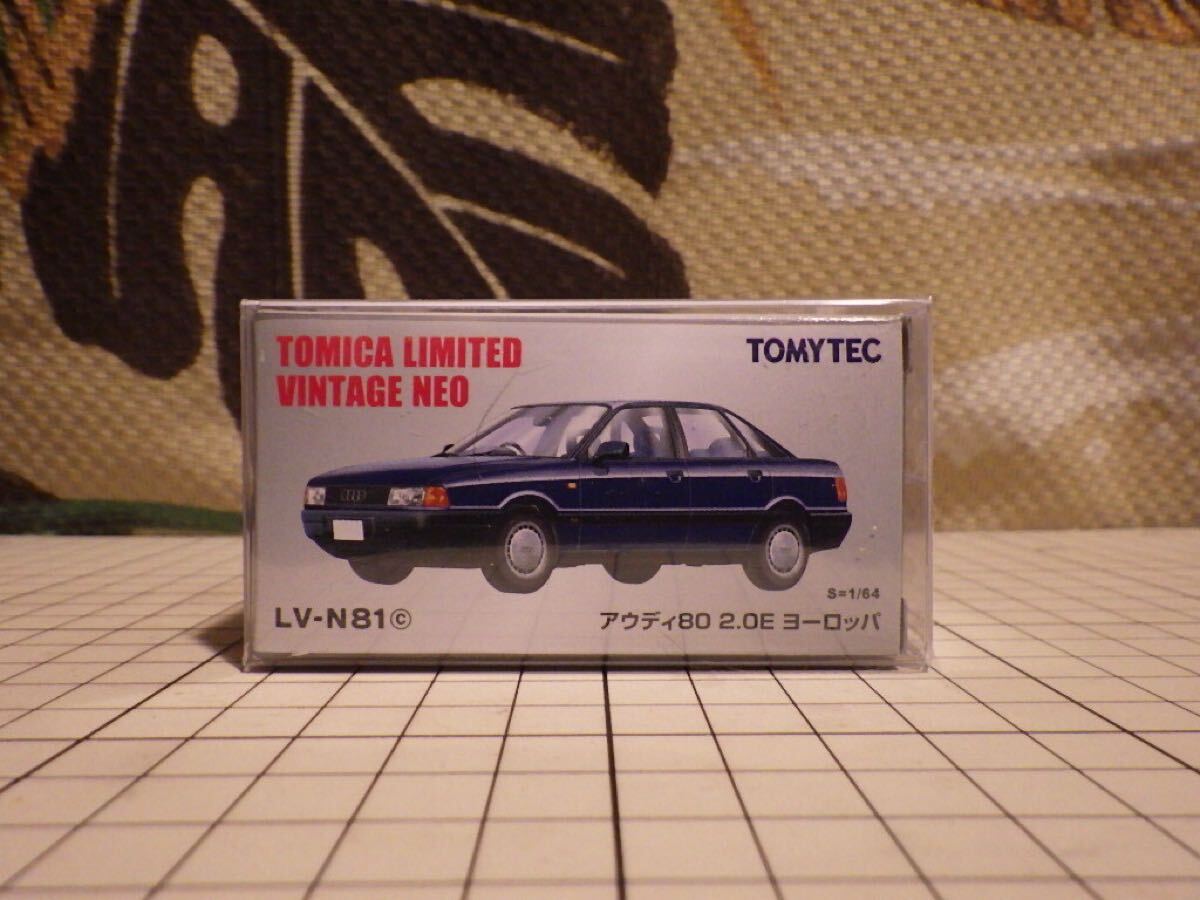 TOMICA LIMITED
VINTAGE NEO
TOMYTEC
S=1/64
LV-N81Ⓒ
アウディ80 2.0E ヨーロッパ